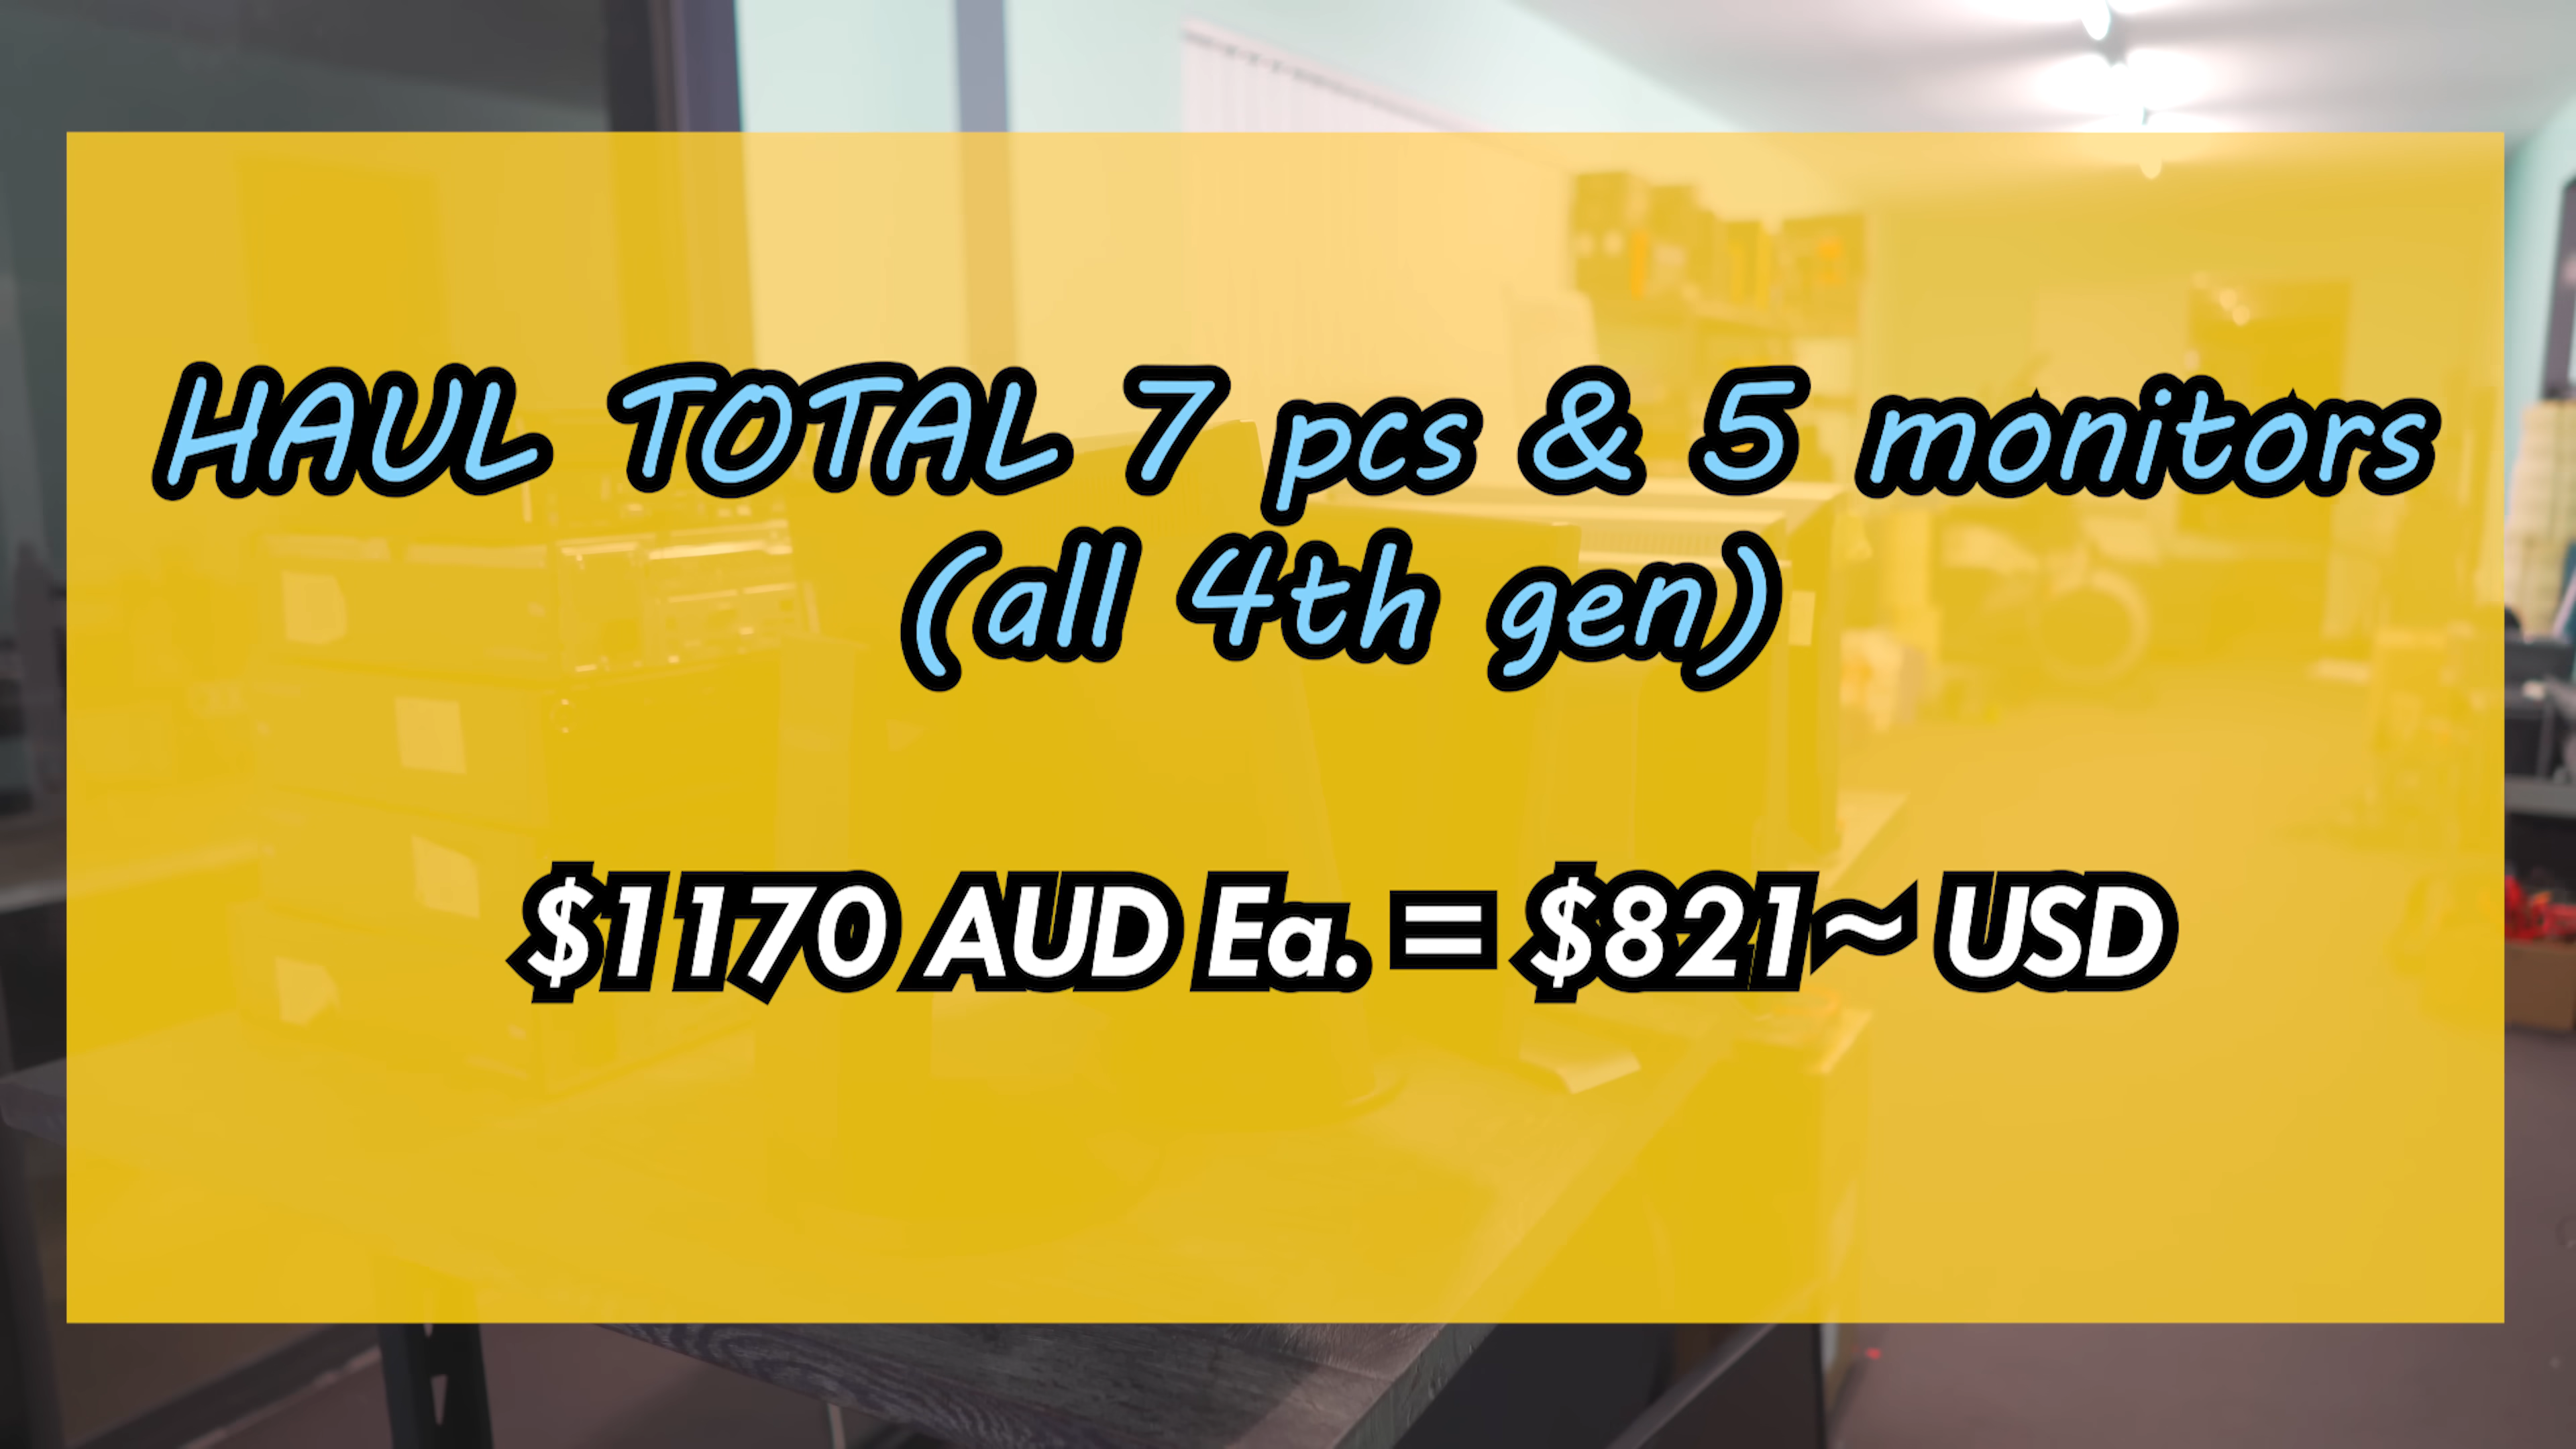 HAUL TOTAL 7 pcs & 5 monitors
(all 4th gen)
$1170 AUD Ea. = $821~ USD